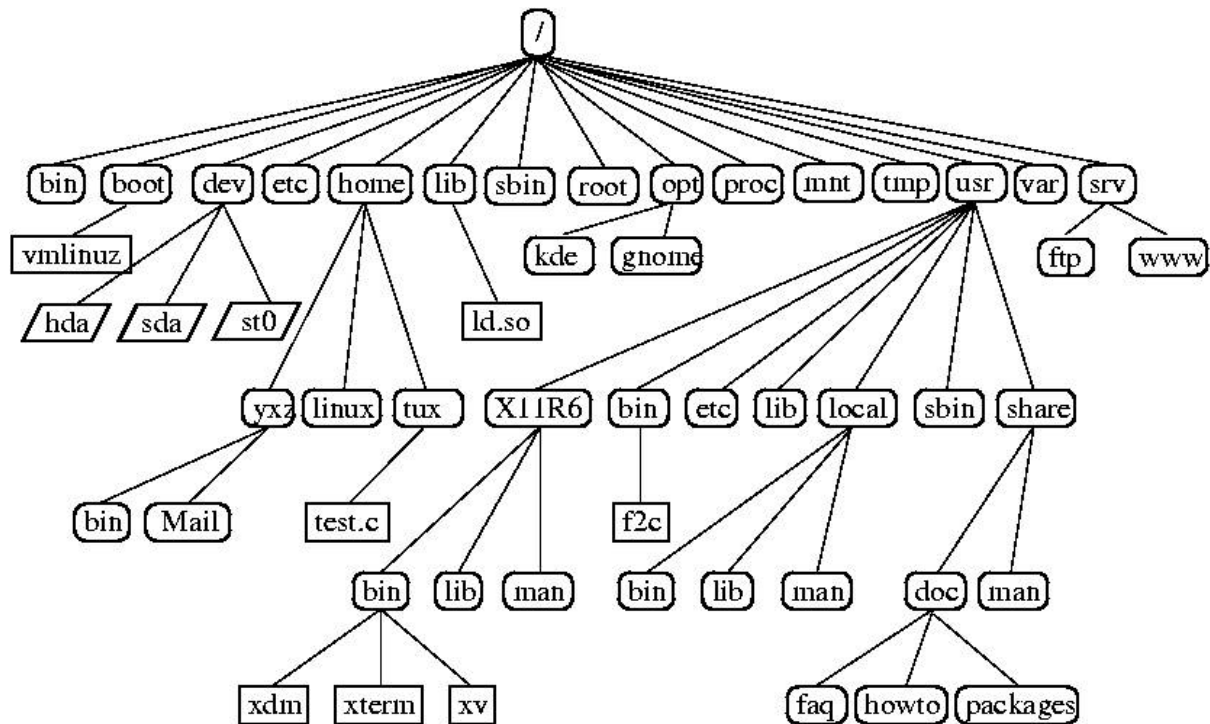 /
bin boot dev etc home lib sbin root opt proc mnt tmp usr var srv
vmlinuz kde gnome ftp www
hda sda st0 ld.so
yxz linux tux X11R6 bin etc lib local sbin share
bin Mail test.c f2c
bin lib man bin lib man doc man
xdm xterm xv faq howto packages